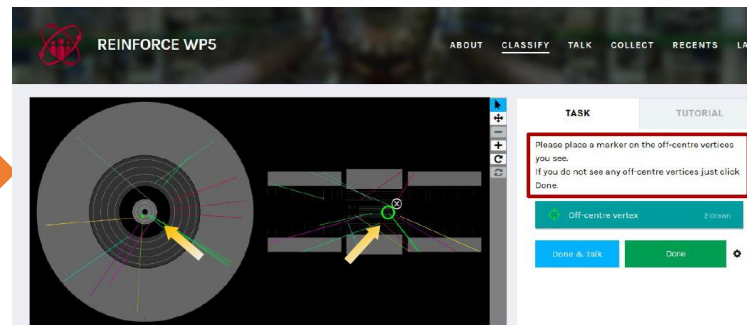 REINFORCE WP5
ABOUT CLASSIFY TALK COLLECT RECENTS LA
TASK TUTORIAL
Please place a marker on the off-centre vertices
you see.
If you do not see any off-centre vertices just click
Done.
Off-centre vertex 2 drawn
Done & Talk Done